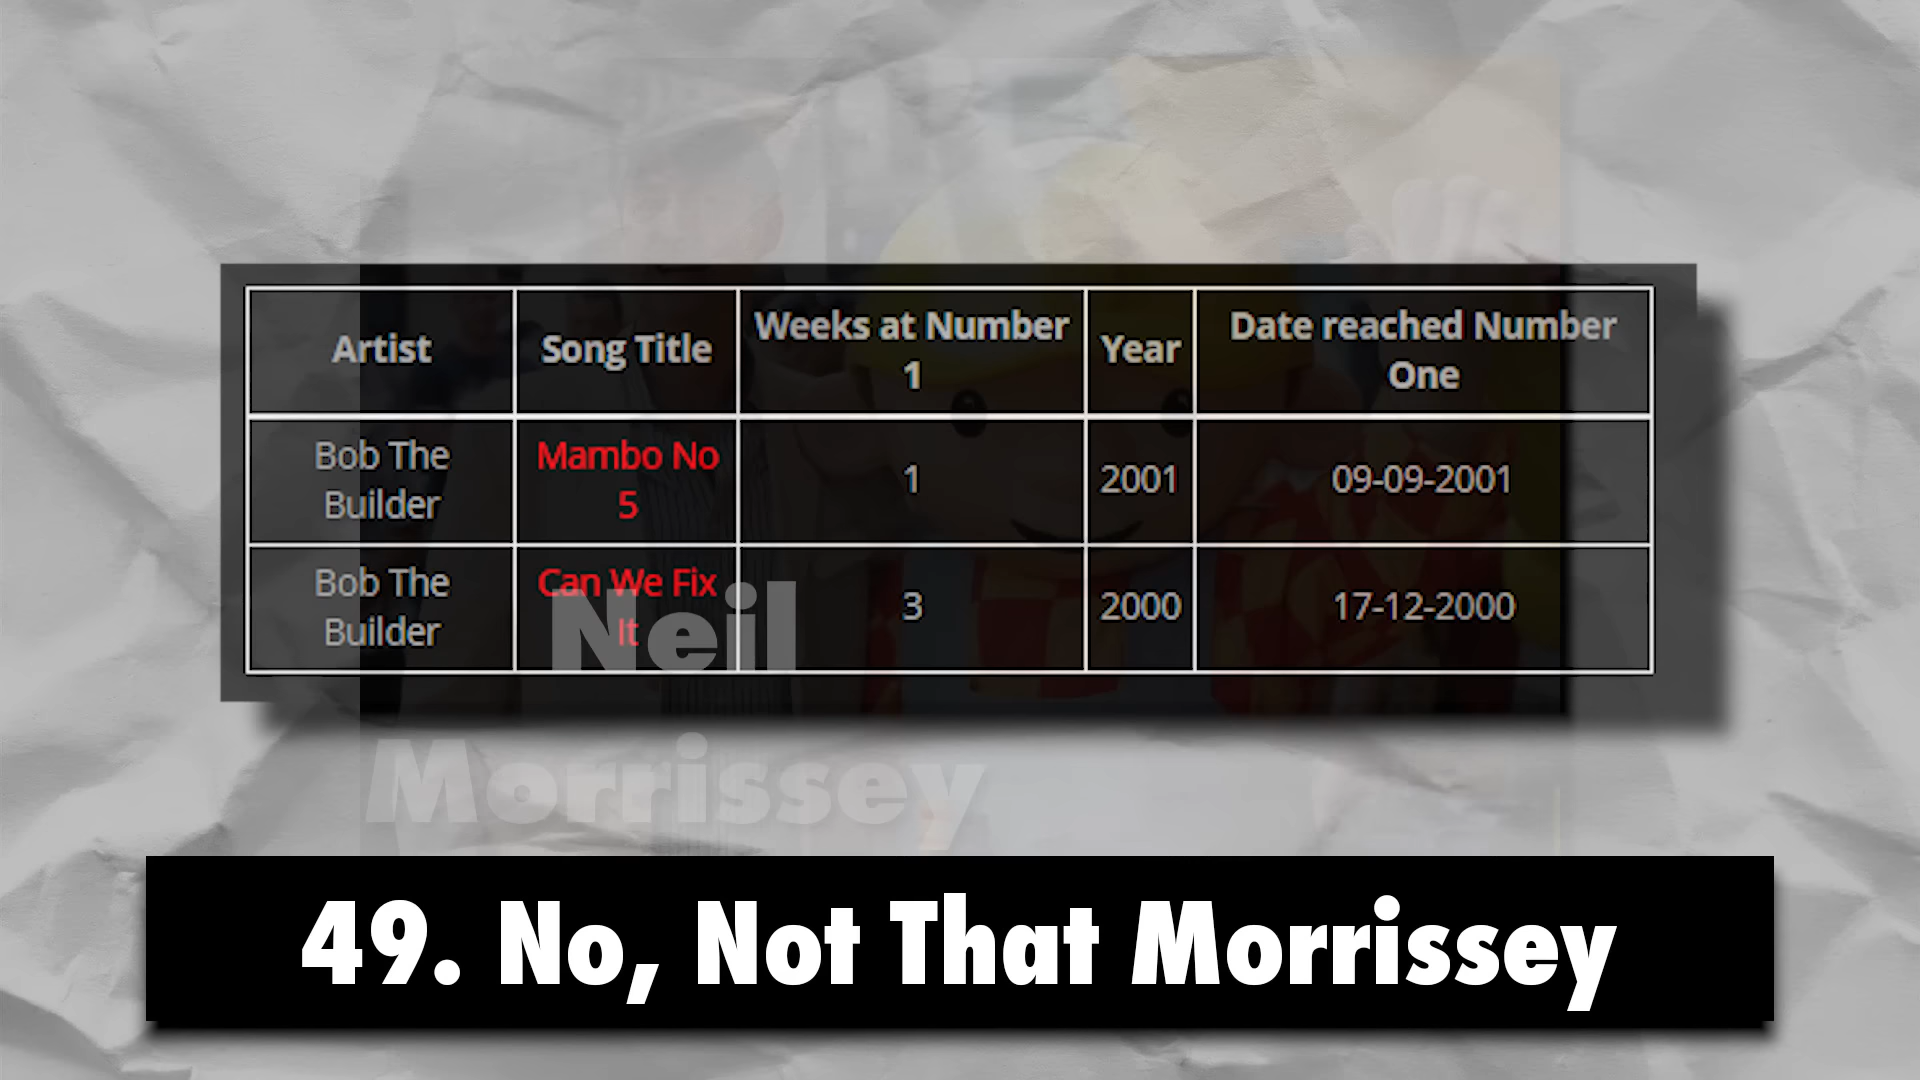 Artist
Song Title
Weeks at Number
1
Year
Date reached Number
One
Bob The
Builder
Mambo No
5
1
2001
09-09-2001
Bob The
Builder
Can We Fix
It
3
2000
17-12-2000
Neil
Morrissey
49. No, Not That Morrissey